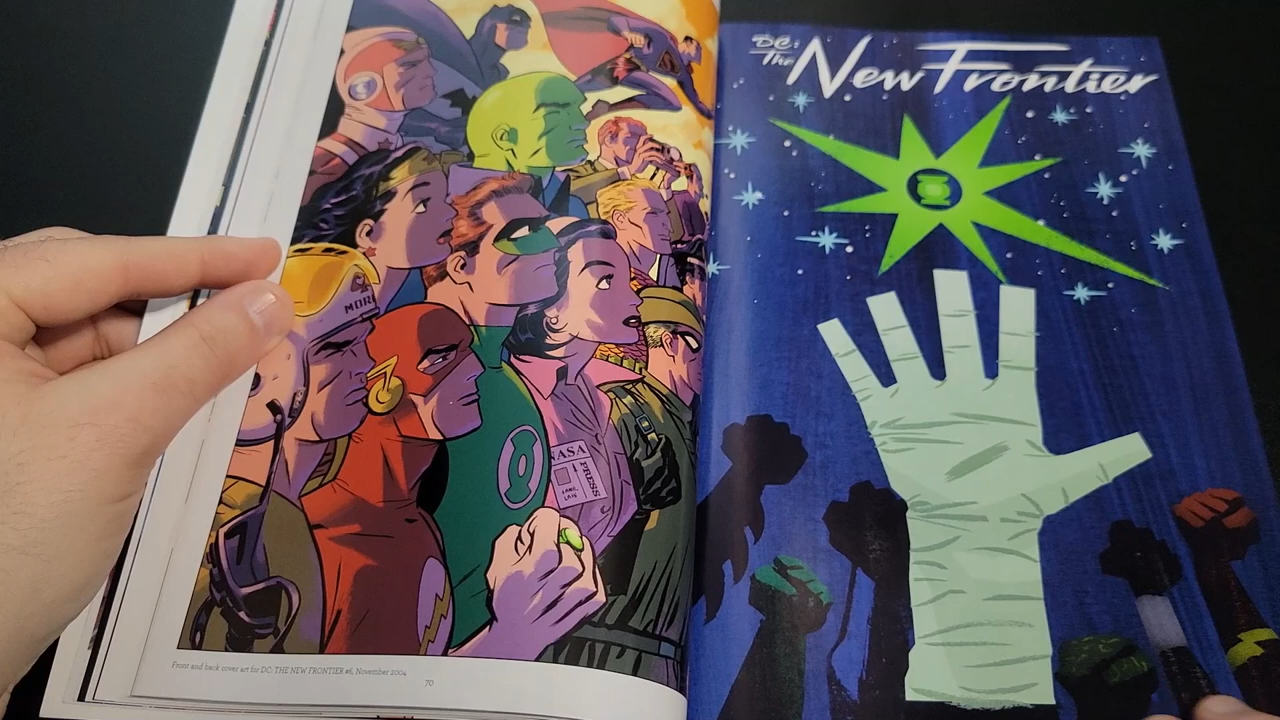 MOR
NASA
PRESS
LANE,
LOIS
Front and back cover art for DC: THE NEW FRONTIER #6, November 2004
70
DC:
The New Frontier